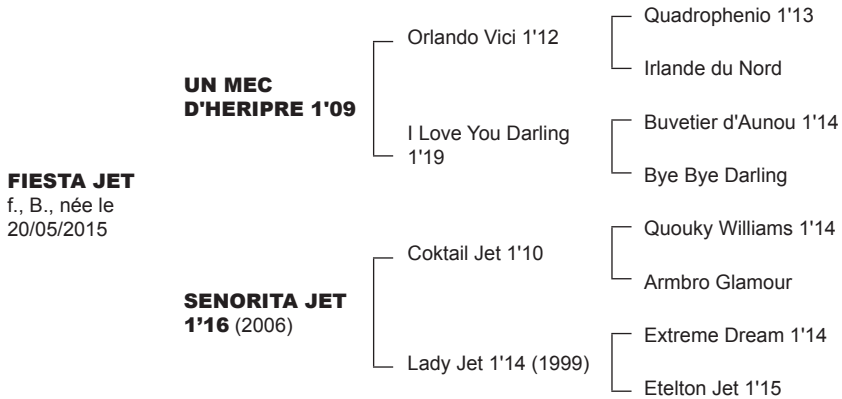 FIESTA JET
f., B., née le
20/05/2015
UN MEC
D'HERIPRE 1'09
Orlando Vici 1'12
Quadrophenio 1'13
Irlande du Nord
I Love You Darling
1'19
Buvetier d'Aunou 1'14
Bye Bye Darling
SENORITA JET
1’16 (2006)
Coktail Jet 1'10
Quouky Williams 1'14
Armbro Glamour
Lady Jet 1'14 (1999)
Extreme Dream 1'14
Etelton Jet 1'15